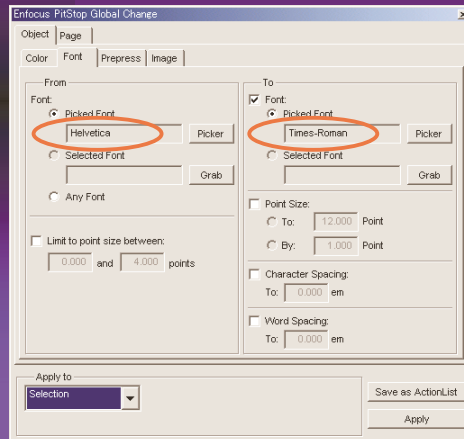 Enfocus PitStop Global Change
Object Page
Color Font Prepress Image
From
Font:
Picked Font
Helvetica Picker
Selected Font
Grab
Any Font
Limit to point size between:
0.000 and 4.000 points
To
Font:
Picked Font
Times-Roman Picker
Selected Font
Grab
Point Size:
To: 12.000 Point
By: 1.000 Point
Character Spacing:
To: 0.000 em
Word Spacing:
To: 0.000 em
Apply to
Selection
Save as ActionList
Apply